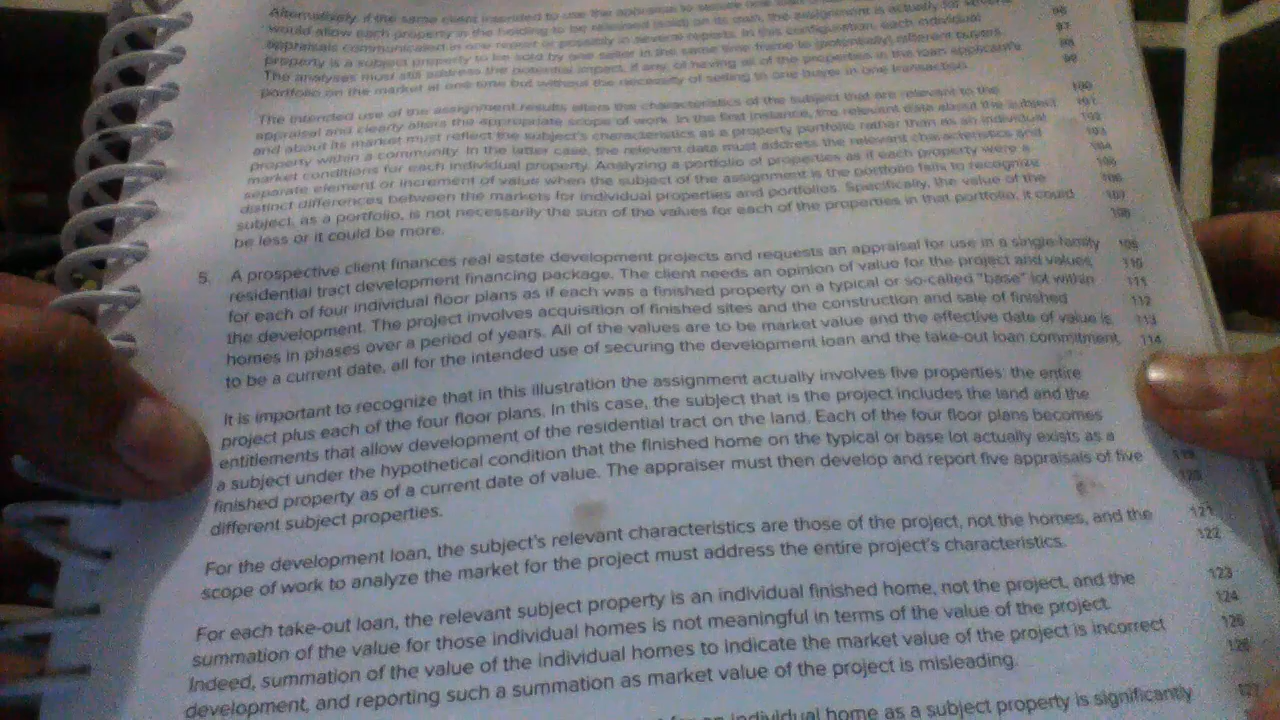 Alternatively, if the same client intended to use the appraisal to secure one loan
would allow each property in the holding to be released (sold) on its own, the assignment is actually for several 96
appraisals communicated in one report or possibly in several reports. In this configuration, each individual 97
property is a subject property to be sold by one seller in the same time frame to (potentially) different buyers. 98
The analyses must still address the potential impact, if any, of having all of the properties in the loan applicant's 99
portfolio on the market at one time but without the necessity of selling to one buyer in one transaction.
The intended use of the assignment results alters the characteristics of the subject that are relevant to the 100
appraisal and clearly alters the appropriate scope of work. In the first instance, the relevant data about the subject 101
and about its market must reflect the subject's characteristics as a property portfolio rather than as an individual 102
property within a community. In the latter case, the relevant data must address the relevant characteristics and 103
market conditions for each individual property. Analyzing a portfolio of properties as if each property were a 104
separate element or increment of value when the subject of the assignment is the portfolio fails to recognize 105
distinct differences between the markets for individual properties and portfolios. Specifically, the value of the 106
subject, as a portfolio, is not necessarily the sum of the values for each of the properties in that portfolio; it could 107
be less or it could be more. 108
5. A prospective client finances real estate development projects and requests an appraisal for use in a single-family 109
residential tract development financing package. The client needs an opinion of value for the project and values 110
for each of four individual floor plans as if each was a finished property on a typical or so-called "base" lot within 111
the development. The project involves acquisition of finished sites and the construction and sale of finished 112
homes in phases over a period of years. All of the values are to be market value and the effective date of value is 113
to be a current date, all for the intended use of securing the development loan and the take-out loan commitment. 114
It is important to recognize that in this illustration the assignment actually involves five properties: the entire
project plus each of the four floor plans. In this case, the subject that is the project includes the land and the
entitlements that allow development of the residential tract on the land. Each of the four floor plans becomes
a subject under the hypothetical condition that the finished home on the typical or base lot actually exists as a
finished property as of a current date of value. The appraiser must then develop and report five appraisals of five 119
different subject properties. 120
For the development loan, the subject's relevant characteristics are those of the project, not the homes, and the 121
scope of work to analyze the market for the project must address the entire project's characteristics. 122
For each take-out loan, the relevant subject property is an individual finished home, not the project, and the 123
summation of the value for those individual homes is not meaningful in terms of the value of the project. 124
Indeed, summation of the value of the individual homes to indicate the market value of the project is incorrect 125
development, and reporting such a summation as market value of the project is misleading. 126
individual home as a subject property is significantly 127